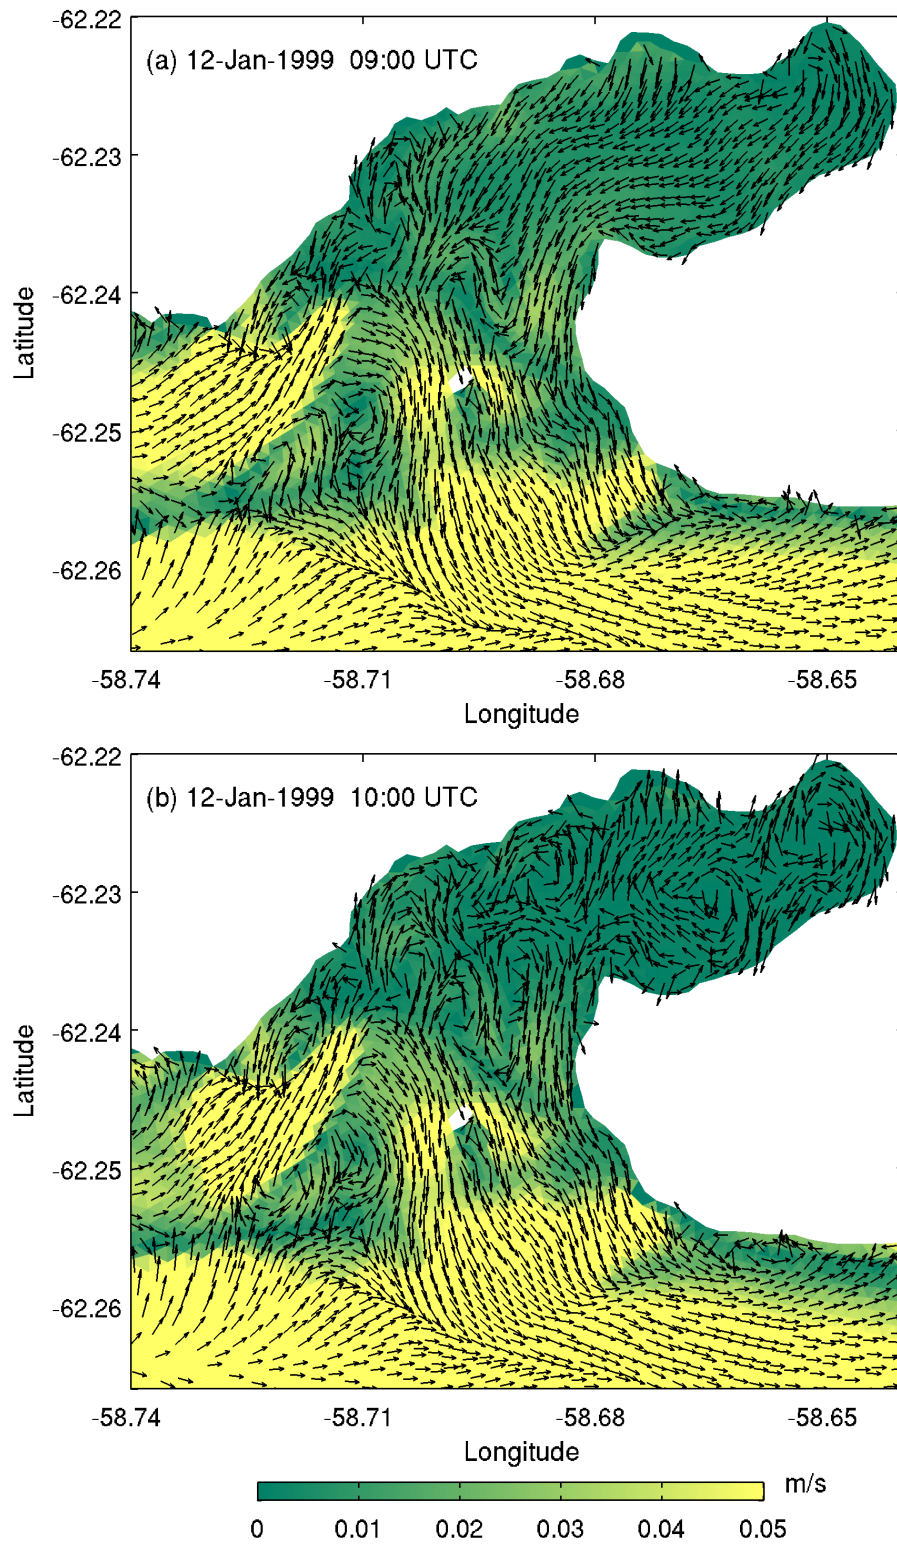 -62.22
(a) 12-Jan-1999 09:00 UTC
-62.23
-62.24
Latitude
-62.25
-62.26
-58.74 -58.71 -58.68 -58.65
Longitude
-62.22
(b) 12-Jan-1999 10:00 UTC
-62.23
-62.24
Latitude
-62.25
-62.26
-58.74 -58.71 -58.68 -58.65
Longitude
m/s
0 0.01 0.02 0.03 0.04 0.05